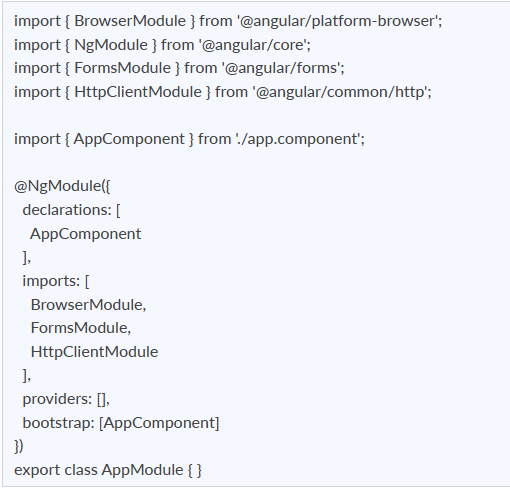 import { BrowserModule } from '@angular/platform-browser';
import { NgModule } from '@angular/core';
import { FormsModule } from '@angular/forms';
import { HttpClientModule } from '@angular/common/http';

import { AppComponent } from './app.component';

@NgModule({
  declarations: [
    AppComponent
  ],
  imports: [
    BrowserModule,
    FormsModule,
    HttpClientModule
  ],
  providers: [],
  bootstrap: [AppComponent]
})
export class AppModule { }